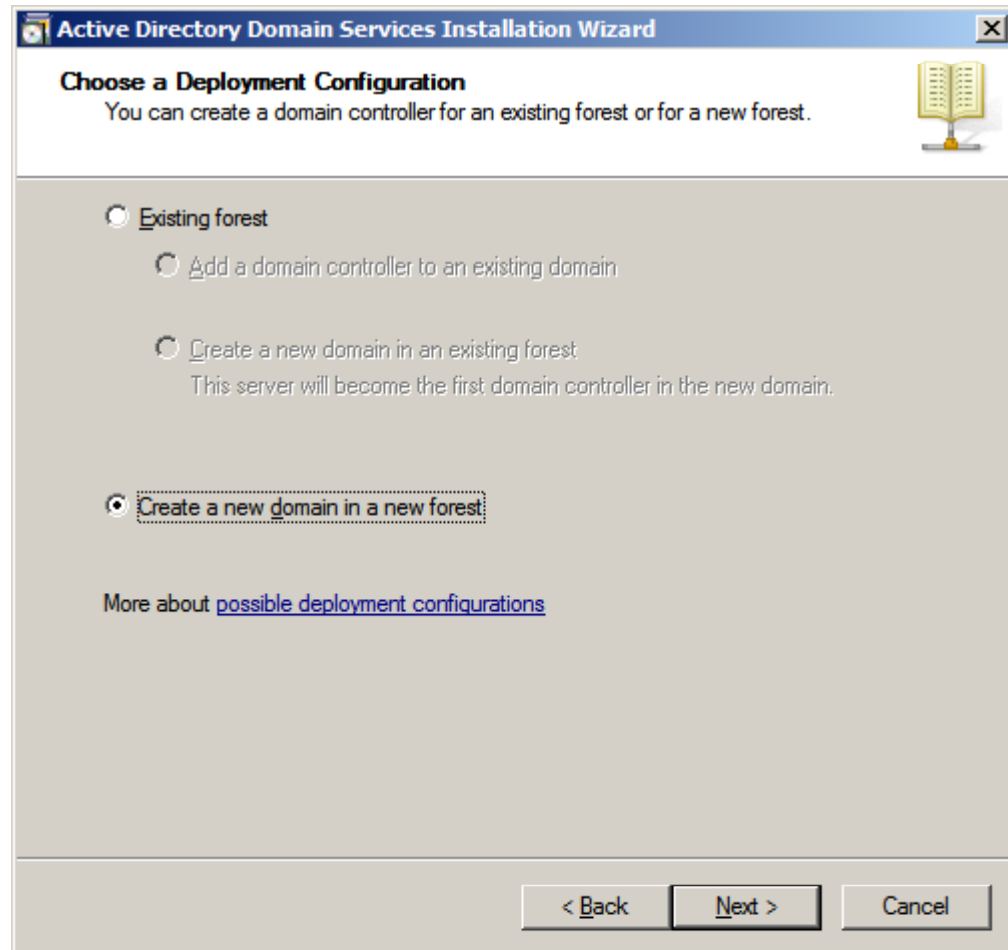 Active Directory Domain Services Installation Wizard
Choose a Deployment Configuration
You can create a domain controller for an existing forest or for a new forest.
Existing forest
Add a domain controller to an existing domain
Create a new domain in an existing forest
This server will become the first domain controller in the new domain.
Create a new domain in a new forest
More about possible deployment configurations
< Back Next > Cancel